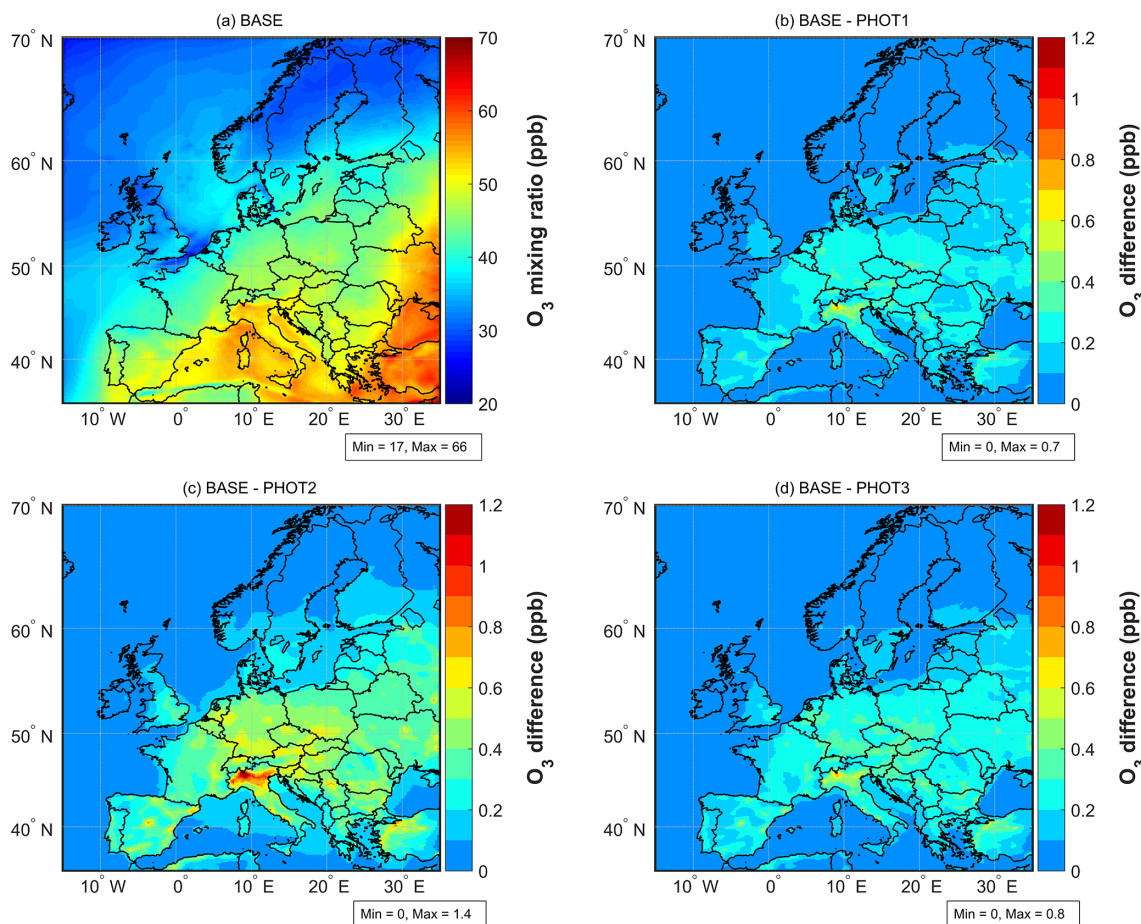 (a) BASE
70° N
60° N
50° N
40° N
10° W
0°
10° E
20° E
30° E
70
60
50
40
30
20
O3 mixing ratio (ppb)
Min = 17, Max = 66
(b) BASE - PHOT1
70° N
60° N
50° N
40° N
10° W
0°
10° E
20° E
30° E
1.2
1
0.8
0.6
0.4
0.2
0
O3 difference (ppb)
Min = 0, Max = 0.7
(c) BASE - PHOT2
70° N
60° N
50° N
40° N
10° W
0°
10° E
20° E
30° E
1.2
1
0.8
0.6
0.4
0.2
0
O3 difference (ppb)
Min = 0, Max = 1.4
(d) BASE - PHOT3
70° N
60° N
50° N
40° N
10° W
0°
10° E
20° E
30° E
1.2
1
0.8
0.6
0.4
0.2
0
O3 difference (ppb)
Min = 0, Max = 0.8